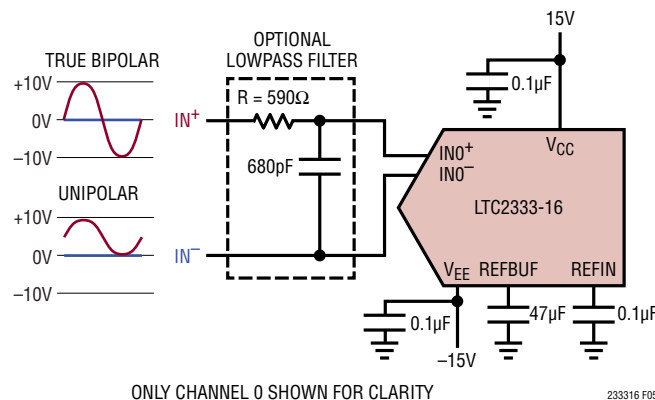 TRUE BIPOLAR
+10V
0V
−10V
UNIPOLAR
+10V
0V
−10V
OPTIONAL
LOWPASS FILTER
IN+
R = 590Ω
680pF
IN−
15V
0.1µF
VCC
IN0+
IN0−
LTC2333-16
VEE
REFBUF
REFIN
0.1µF
−15V
47µF
0.1µF
ONLY CHANNEL 0 SHOWN FOR CLARITY
233316 F05